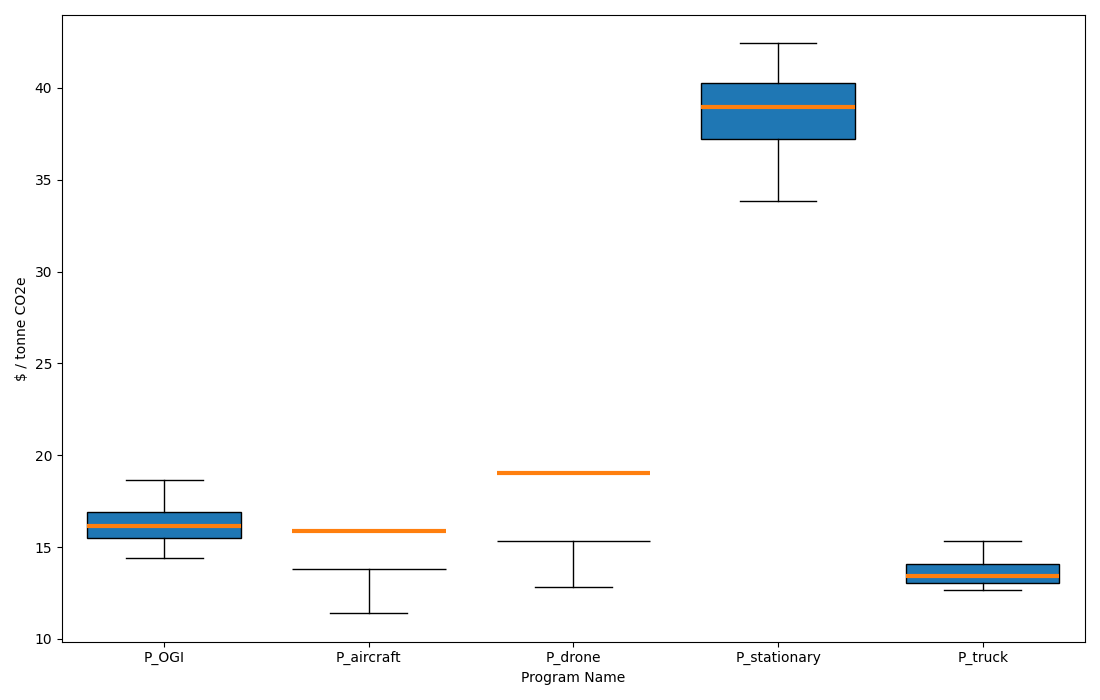 $ / tonne CO2e
40
35
30
25
20
15
10
P_OGI
P_aircraft
P_drone
P_stationary
P_truck
Program Name